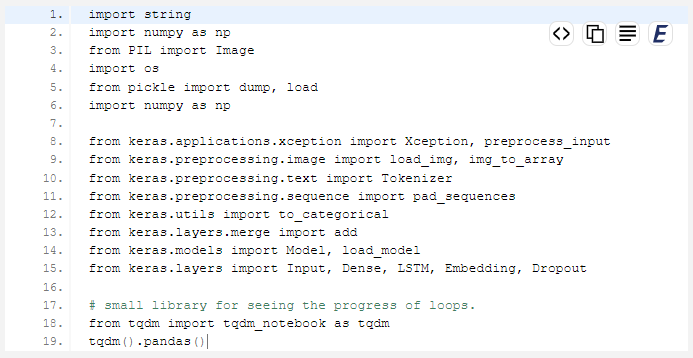 1. import string
2. import numpy as np
3. from PIL import Image
4. import os
5. from pickle import dump, load
6. import numpy as np
7.
8. from keras.applications.xception import Xception, preprocess_input
9. from keras.preprocessing.image import load_img, img_to_array
10. from keras.preprocessing.text import Tokenizer
11. from keras.preprocessing.sequence import pad_sequences
12. from keras.utils import to_categorical
13. from keras.layers.merge import add
14. from keras.models import Model, load_model
15. from keras.layers import Input, Dense, LSTM, Embedding, Dropout
16.
17. # small library for seeing the progress of loops.
18. from tqdm import tqdm_notebook as tqdm
19. tqdm().pandas()
E